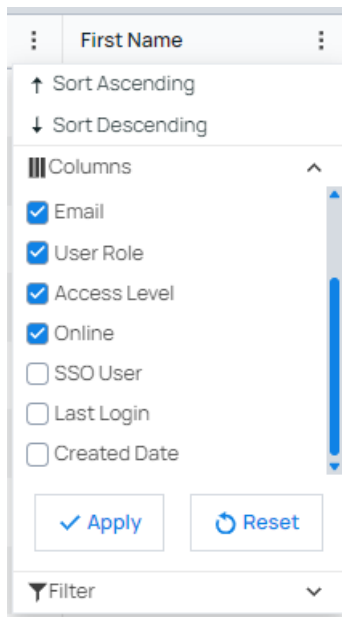 First Name
Sort Ascending
Sort Descending
Columns
Email
User Role
Access Level
Online
SSO User
Last Login
Created Date
Apply Reset
Filter